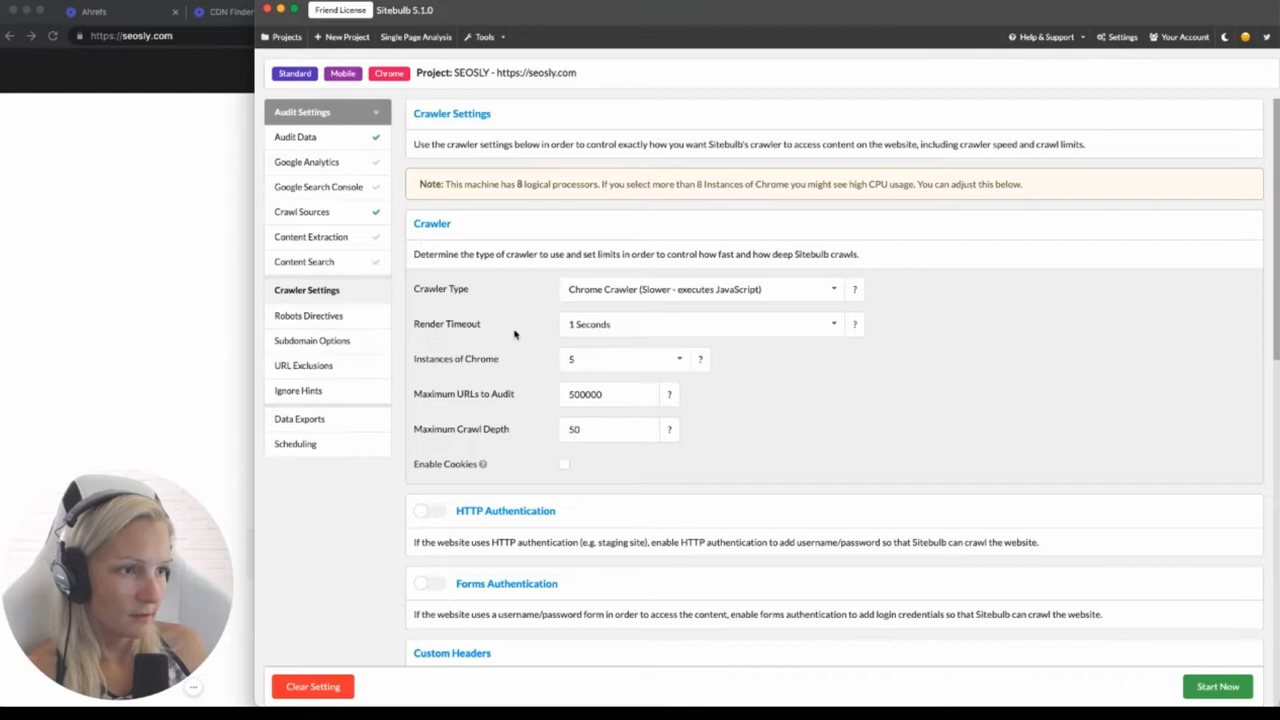 Ahrefs
CDN Finder
Friend License
Sitebulb 5.1.0
https://seosly.com
Projects
New Project
Single Page Analysis
Tools
Help & Support
Settings
Your Account
Standard
Mobile
Chrome
Project: SEOSLY - https://seosly.com
Audit Settings
Audit Data
Google Analytics
Google Search Console
Crawl Sources
Content Extraction
Content Search
Crawler Settings
Robots Directives
Subdomain Options
URL Exclusions
Ignore Hints
Data Exports
Scheduling
Crawler Settings
Use the crawler settings below in order to control exactly how you want Sitebulb's crawler to access content on the website, including crawler speed and crawl limits.
Note: This machine has 8 logical processors. If you select more than 8 Instances of Chrome you might see high CPU usage. You can adjust this below.
Crawler
Determine the type of crawler to use and set limits in order to control how fast and how deep Sitebulb crawls.
Crawler Type
Chrome Crawler (Slower - executes JavaScript)
?
Render Timeout
1 Seconds
?
Instances of Chrome
5
?
Maximum URLs to Audit
500000
?
Maximum Crawl Depth
50
?
Enable Cookies ?
HTTP Authentication
If the website uses HTTP authentication (e.g. staging site), enable HTTP authentication to add username/password so that Sitebulb can crawl the website.
Forms Authentication
If the website uses a username/password form in order to access the content, enable forms authentication to add login credentials so that Sitebulb can crawl the website.
Custom Headers
Clear Setting
Start Now